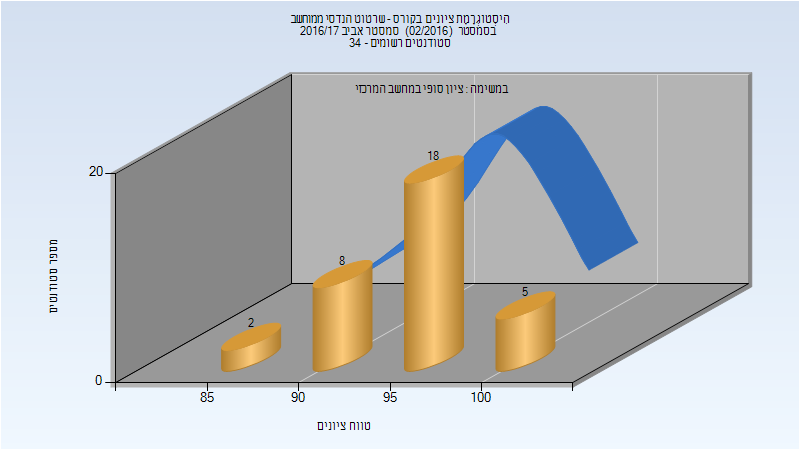 היסטוגרמת ציונים בקורס - שרטוט הנדסי ממוחשב
בסמסטר (02/2016) סמסטר אביב 2016/17
סטודנטים רשומים - 34
במשימה : ציון סופי במחשב המרכזי
20
18
8
5
2
0
85
90
95
100
מספר סטודנטים
טווח ציונים